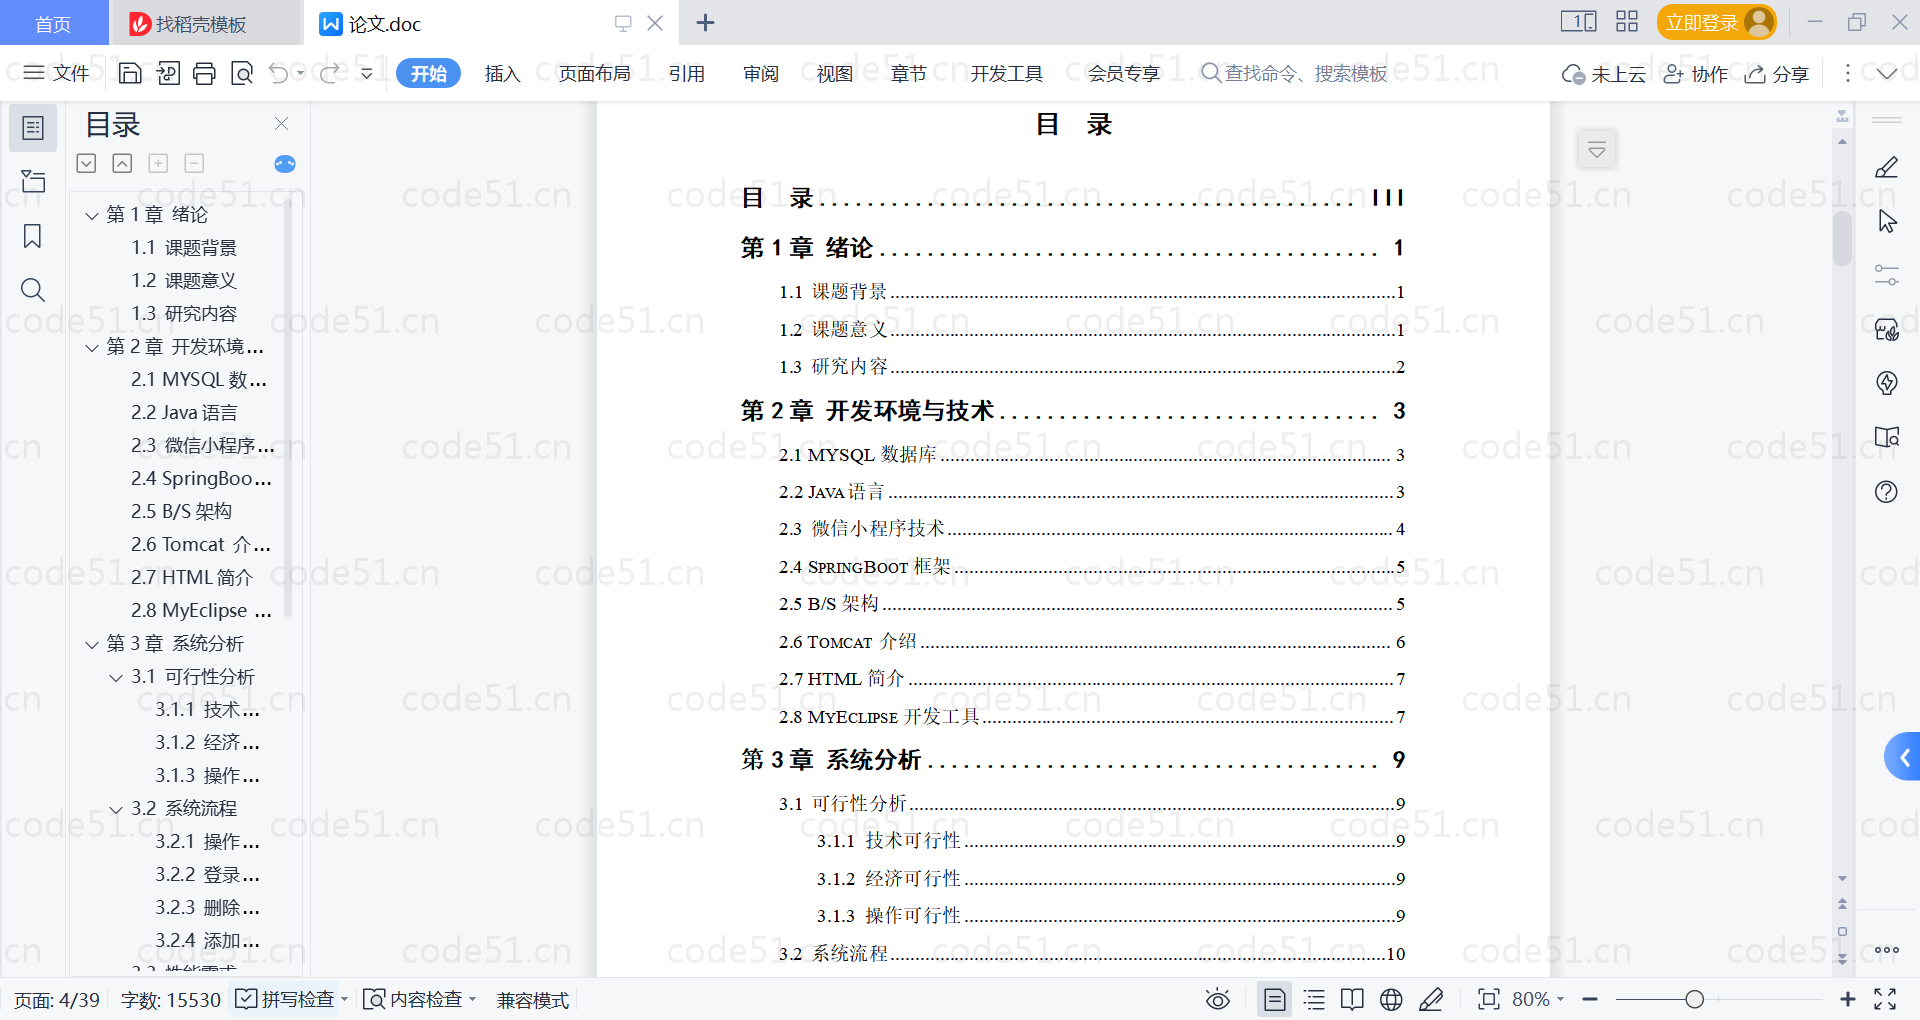 首页
找稻壳模板
论文.doc
立即登录
文件
开始
插入
页面布局
引用
审阅
视图
章节
开发工具
会员专享
查找命令、搜索模板
未上云
协作
分享
目录
第 1 章 绪论
1.1 课题背景
1.2 课题意义
1.3 研究内容
第 2 章 开发环境...
2.1 MYSQL 数...
2.2 Java 语言
2.3 微信小程序...
2.4 SpringBoo...
2.5 B/S 架构
2.6 Tomcat 介...
2.7 HTML 简介
2.8 MyEclipse ...
第 3 章 系统分析
3.1 可行性分析
3.1.1 技术...
3.1.2 经济...
3.1.3 操作...
3.2 系统流程
3.2.1 操作...
3.2.2 登录...
3.2.3 删除...
3.2.4 添加...
目 录
目 录 III
第 1 章 绪论 1
1.1 课题背景 1
1.2 课题意义 1
1.3 研究内容 2
第 2 章 开发环境与技术 3
2.1 MYSQL 数据库 3
2.2 JAVA 语言 3
2.3 微信小程序技术 4
2.4 SPRINGBOOT 框架 5
2.5 B/S 架构 5
2.6 TOMCAT 介绍 6
2.7 HTML 简介 7
2.8 MYECLIPSE 开发工具 7
第 3 章 系统分析 9
3.1 可行性分析 9
3.1.1 技术可行性 9
3.1.2 经济可行性 9
3.1.3 操作可行性 9
3.2 系统流程 10
页面: 4/39
字数: 15530
拼写检查
内容检查
兼容模式
80%
code51.cn